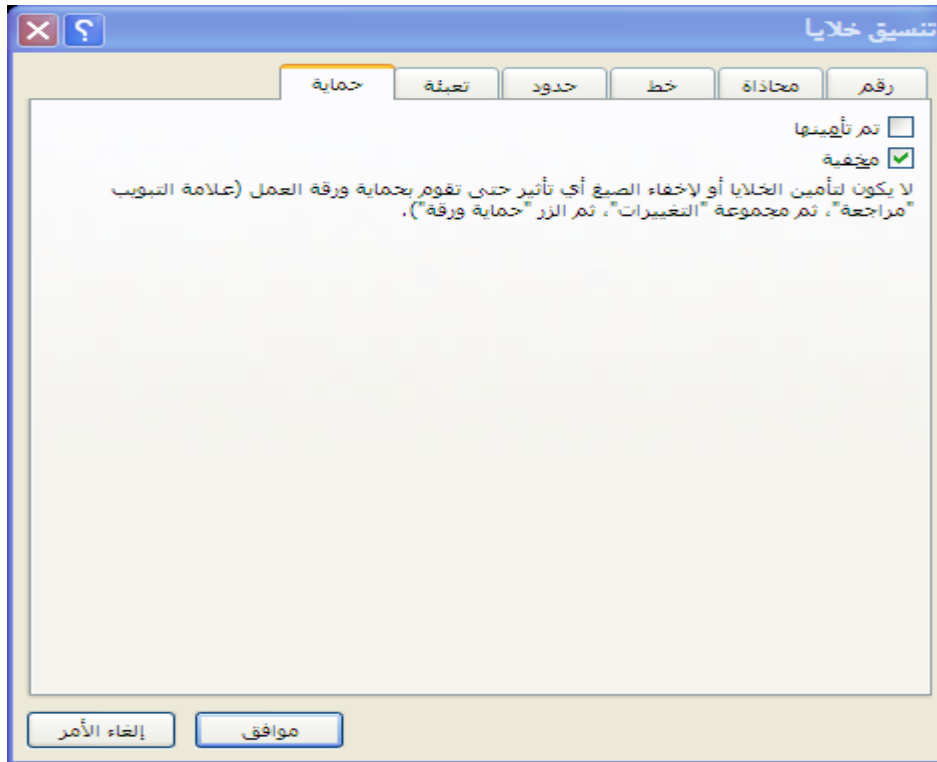 تنسيق خلايا
رقم محاذاة خط حدود تعبئة حماية
تم تأمينها
مخفية
لا يكون لتأمين الخلايا أو لإخفاء الصيغ أي تأثير حتى تقوم بحماية ورقة العمل (علامة التبويب
"مراجعة"، ثم مجموعة "التغييرات"، ثم الزر "حماية ورقة").
موافق إلغاء الأمر